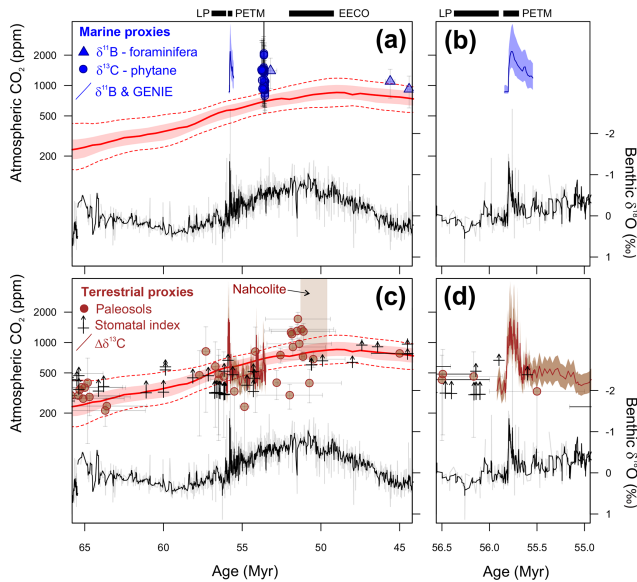 LP PETM EECO LP PETM
Marine proxies (a) (b)
δ¹¹B - foraminifera
δ¹³C - phytane
δ¹¹B & GENIE
Atmospheric CO₂ (ppm)
2000
1000
500
200
-2
-1
0
1
Benthic δ¹⁸O (‰)
Terrestrial proxies Nahcolite (c) (d)
Paleosols
Stomatal index
Δδ¹³C
Atmospheric CO₂ (ppm)
2000
1000
500
200
-2
-1
0
1
Benthic δ¹⁸O (‰)
65 60 55 50 45 56.5 56.0 55.5 55.0
Age (Myr) Age (Myr)